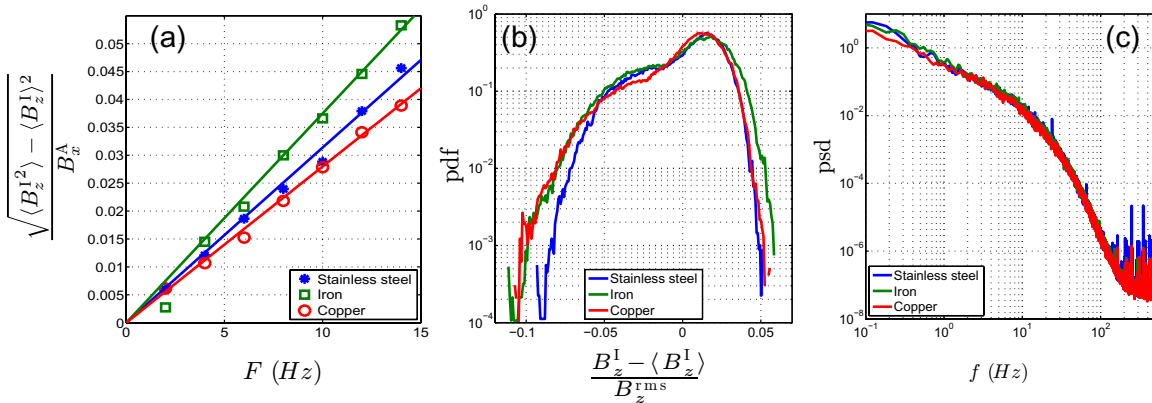 (a)
√⟨B_z^I 2⟩ − ⟨B_z^I⟩ 2
B_x^A
0.05
0.045
0.04
0.035
0.03
0.025
0.02
0.015
0.01
0.005
0
5
10
15
Stainless steel
Iron
Copper
F (Hz)
(b)
pdf
10^0
10^−1
10^−2
10^−3
10^−4
−0.1
−0.05
0
0.05
Stainless steel
Iron
Copper
B_z^I − ⟨B_z^I⟩
B_z^rms
(c)
psd
10^0
10^−2
10^−4
10^−6
10^−8
10^−1
10^0
10^1
10^2
Stainless steel
Iron
Copper
f (Hz)